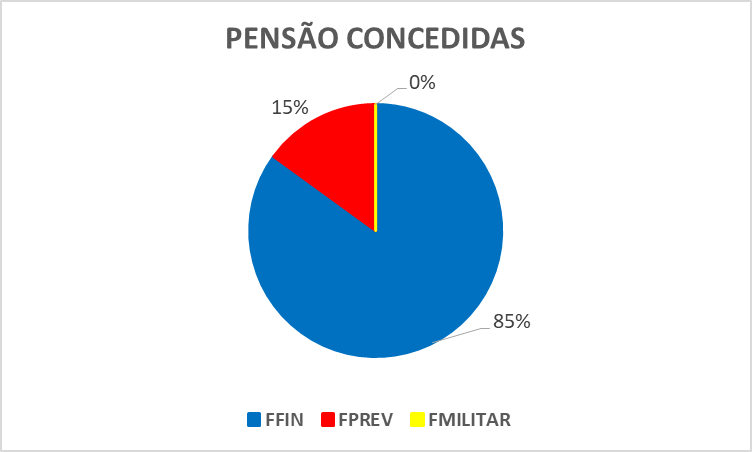 PENSÃO CONCEDIDAS
0%
15%
85%
FFIN FPREV FMILITAR